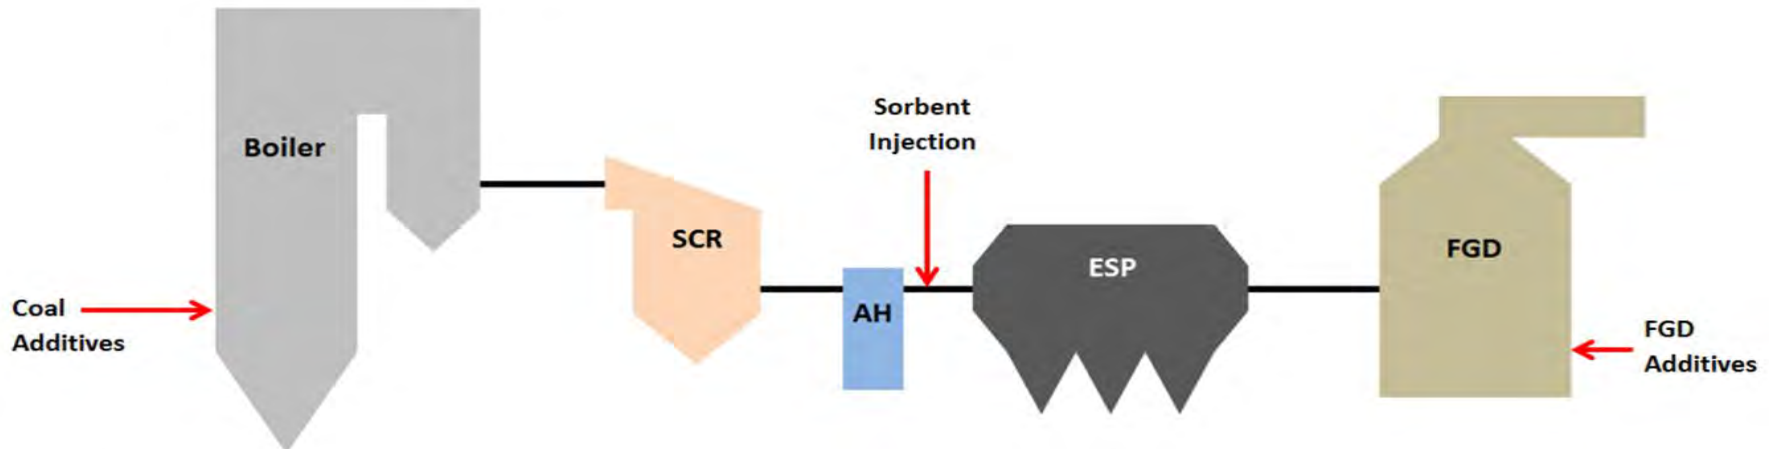 Boiler
Coal
Additives
SCR
AH
Sorbent
Injection
ESP
FGD
FGD
Additives